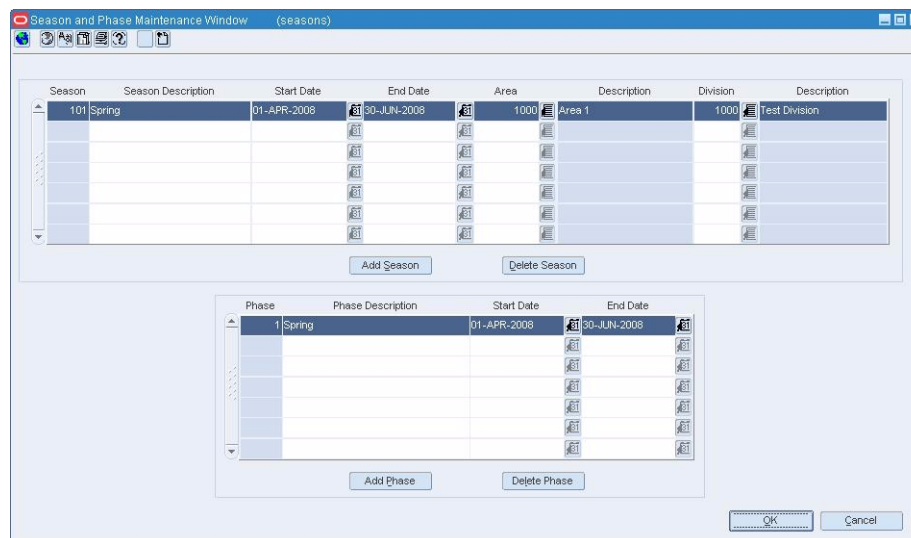 Season and Phase Maintenance Window (seasons)
Season Season Description Start Date End Date Area Description Division Description
101 Spring 01-APR-2008 30-JUN-2008 1000 Area 1 1000 Test Division
Add Season Delete Season
Phase Phase Description Start Date End Date
1 Spring 01-APR-2008 30-JUN-2008
Add Phase Delete Phase
OK Cancel